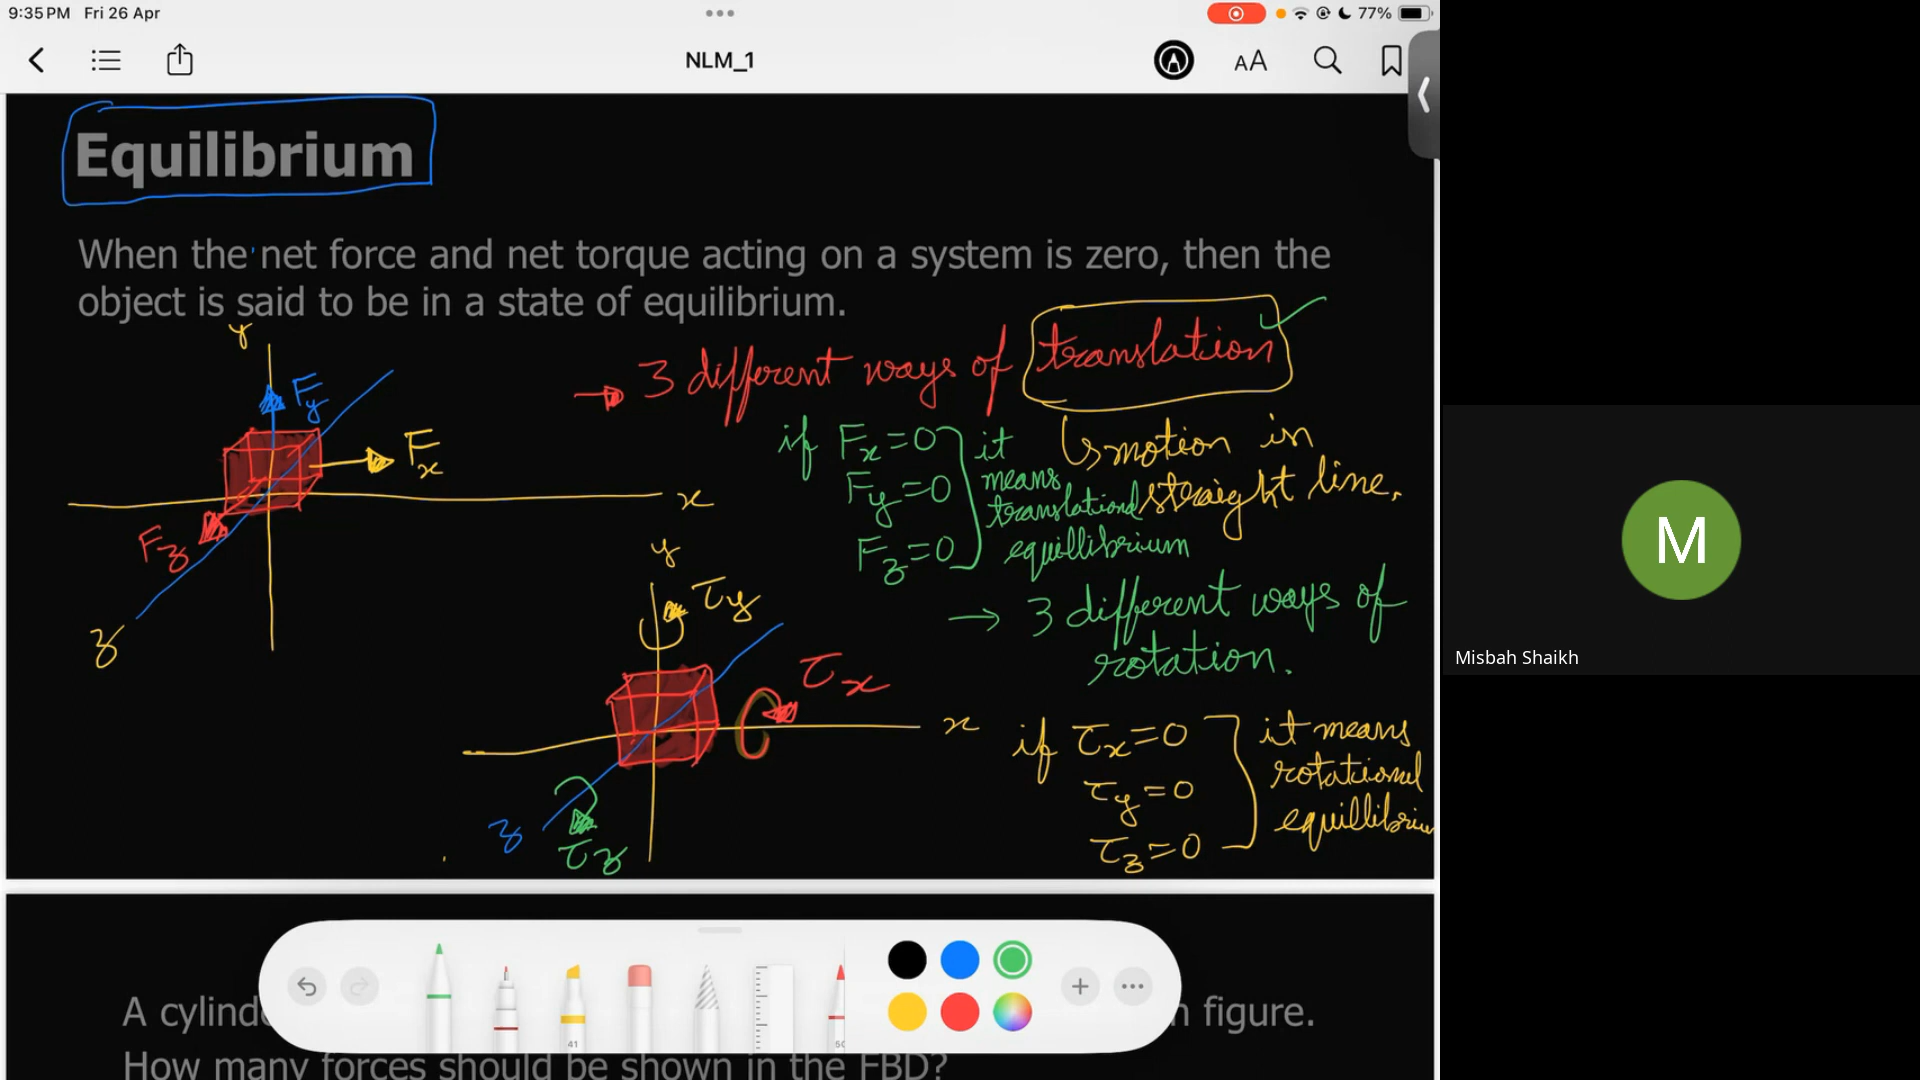 9:35 PM Fri 26 Apr
77%
NLM_1
AA
Equilibrium
When the net force and net torque acting on a system is zero, then the
object is said to be in a state of equilibrium.
y
Fy
Fx
x
Fz
z
→ 3 different ways of translation
↳ motion in
straight line.
if Fx=0
Fy=0
Fz=0
it
means
translational
equillibrium
→ 3 different ways of
rotation.
y
τy
τx
x
z
τz
if τx=0
τy=0
τz=0
it means
rotational
equillibrium
A
figure.
How many forces should be shown in the FBD?
41
M
Misbah Shaikh